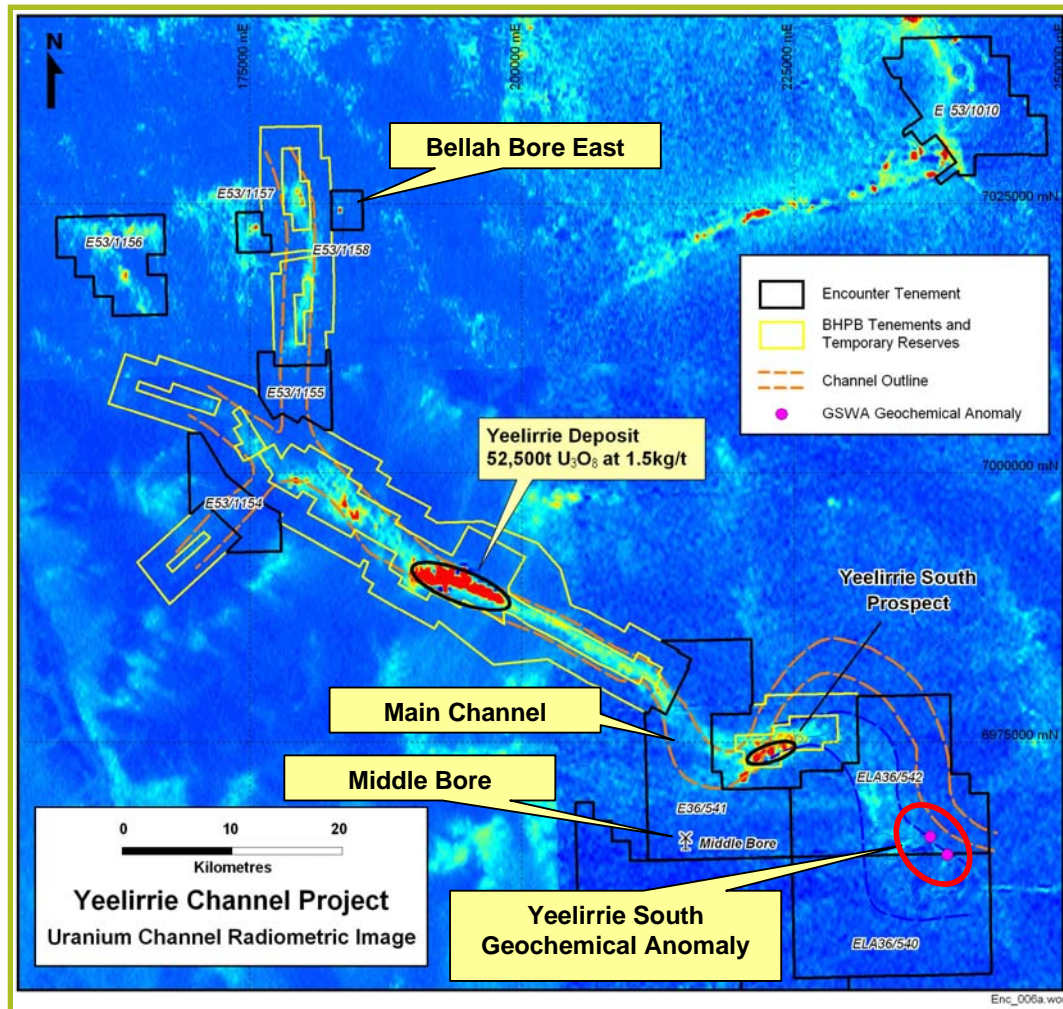 N
175000 mE
200000 mE
225000 mE
E 53/1010
Bellah Bore East
E53/1157
7025000 mN
E53/1156
E53/1158
Encounter Tenement
BHPB Tenements and
Temporary Reserves
Channel Outline
GSWA Geochemical Anomaly
E53/1155
Yeelirrie Deposit
52,500t U₃O₈ at 1.5kg/t
7000000 mN
E53/1154
Yeelirrie South
Prospect
Main Channel
6975000 mN
Middle Bore
ELA36/542
E36/541
Middle Bore
0 10 20
Kilometres
Yeelirrie Channel Project
Uranium Channel Radiometric Image
Yeelirrie South
Geochemical Anomaly
ELA36/540
Enc_006a.wor